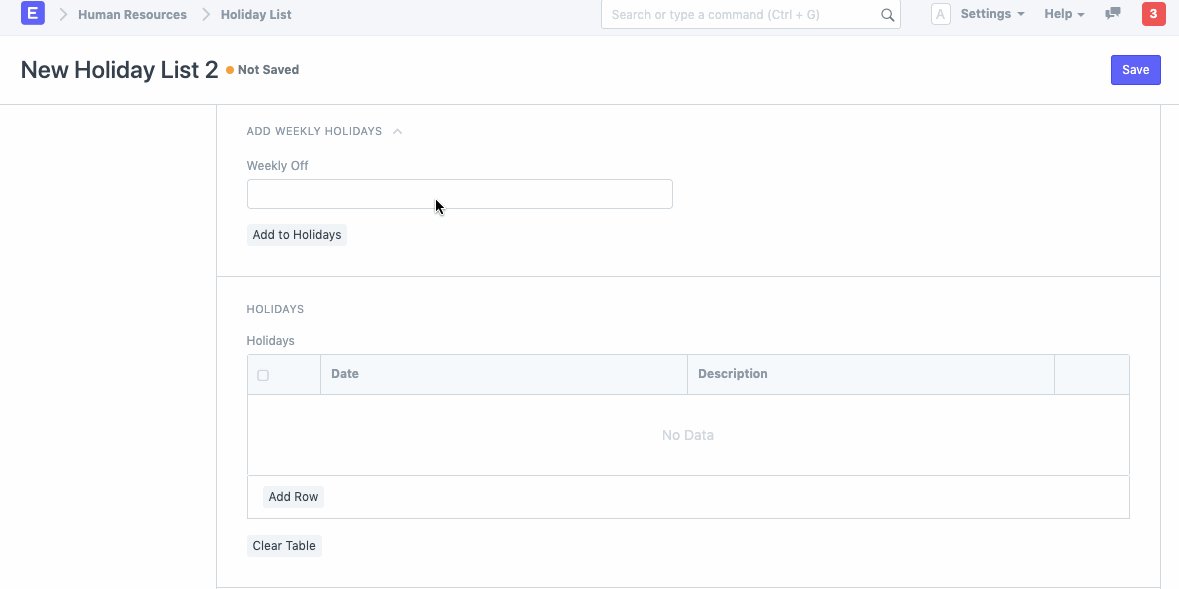 E Human Resources Holiday List Search or type a command (Ctrl + G) A Settings Help 3
New Holiday List 2 Not Saved Save
ADD WEEKLY HOLIDAYS
Weekly Off
Add to Holidays
HOLIDAYS
Holidays
Date Description
No Data
Add Row
Clear Table